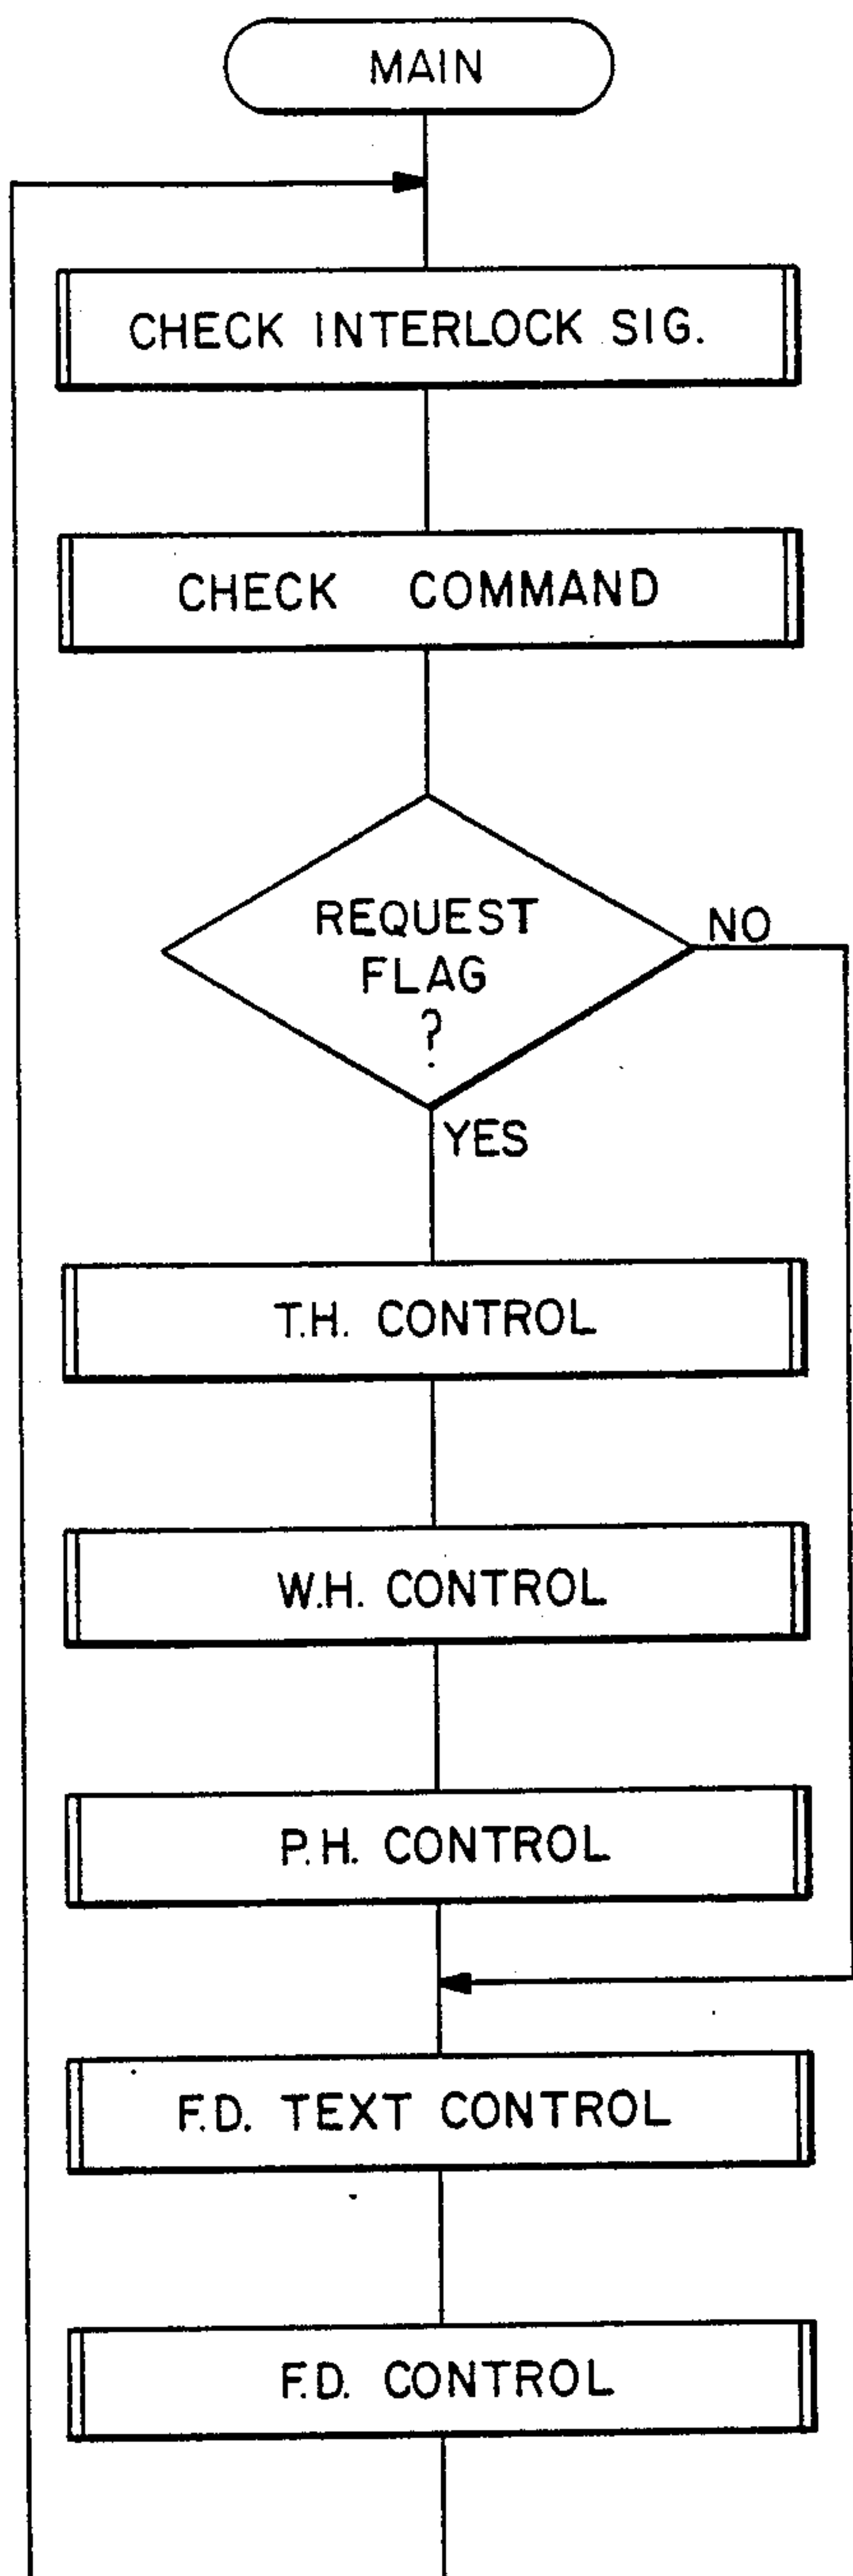 MAIN
CHECK INTERLOCK SIG.
CHECK COMMAND
REQUEST
FLAG
?
NO
YES
T.H. CONTROL
W.H. CONTROL
P.H. CONTROL
F.D. TEXT CONTROL
F.D. CONTROL